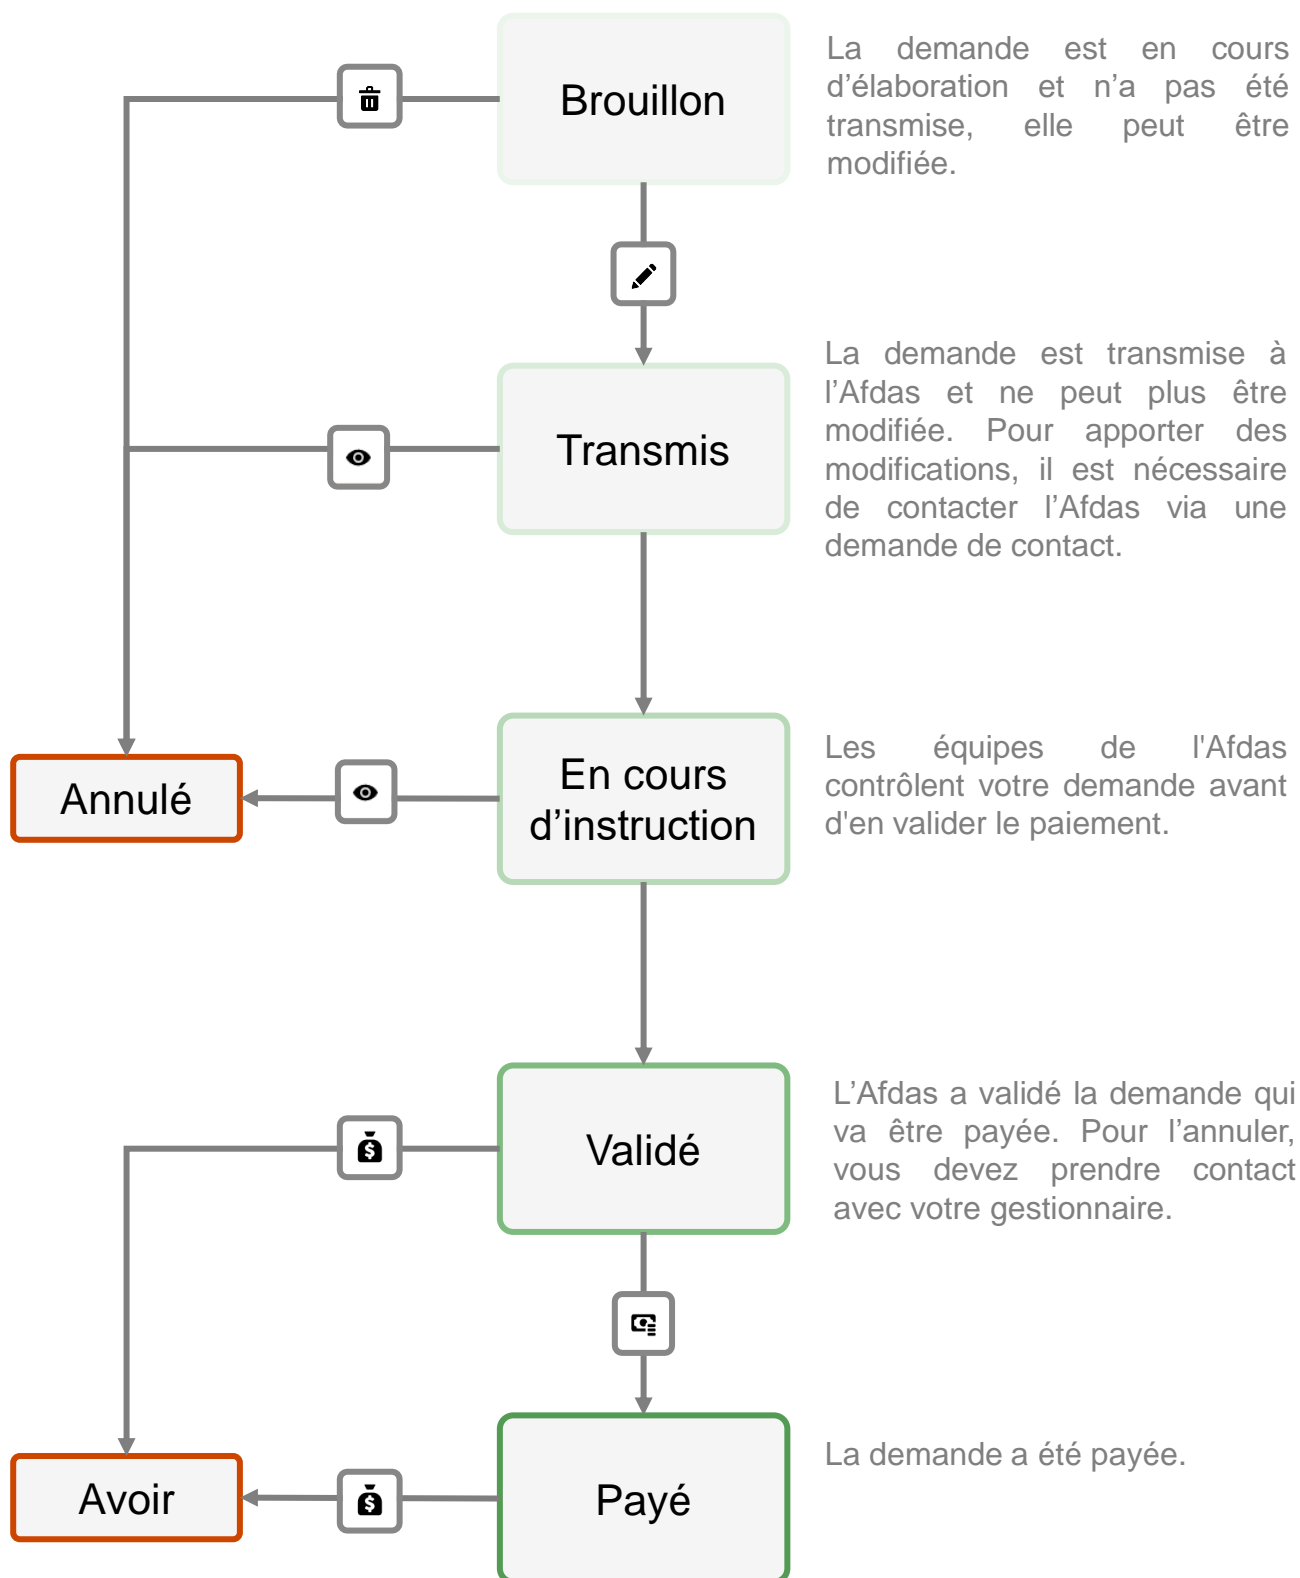 Brouillon
La demande est en cours
d’élaboration et n’a pas été
transmise, elle peut être
modifiée.
Transmis
La demande est transmise à
l’Afdas et ne peut plus être
modifiée. Pour apporter des
modifications, il est nécessaire
de contacter l’Afdas via une
demande de contact.
Annulé
En cours
d’instruction
Les équipes de l'Afdas
contrôlent votre demande avant
d'en valider le paiement.
Validé
L’Afdas a validé la demande qui
va être payée. Pour l’annuler,
vous devez prendre contact
avec votre gestionnaire.
Avoir
Payé
La demande a été payée.